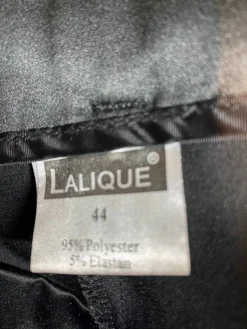 LALIQUE®
44
95% Polyester
5% Elastan